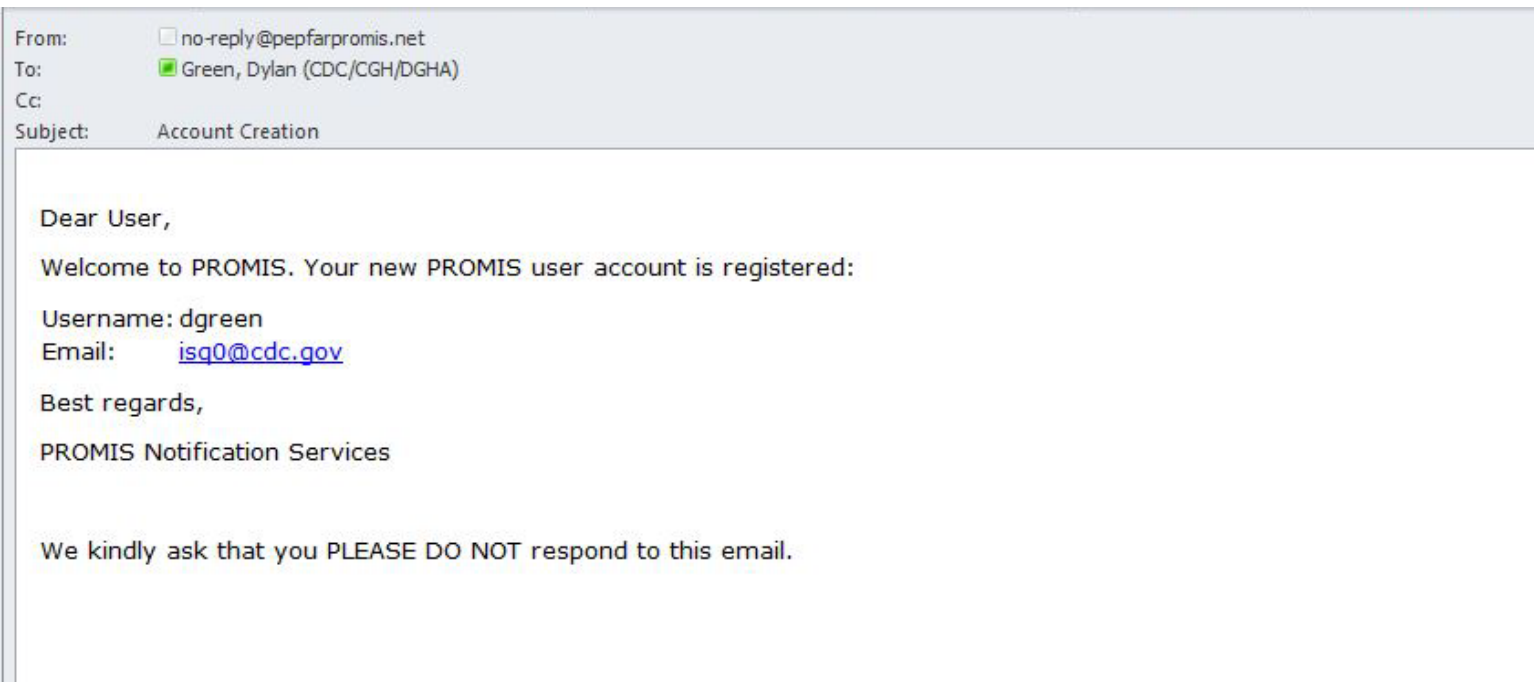 From: no-reply@pepfarpromis.net
To: Green, Dylan (CDC/CGH/DGHA)
Cc:
Subject: Account Creation
Dear User,
Welcome to PROMIS. Your new PROMIS user account is registered:
Username: dgreen
Email: isq0@cdc.gov
Best regards,
PROMIS Notification Services
We kindly ask that you PLEASE DO NOT respond to this email.